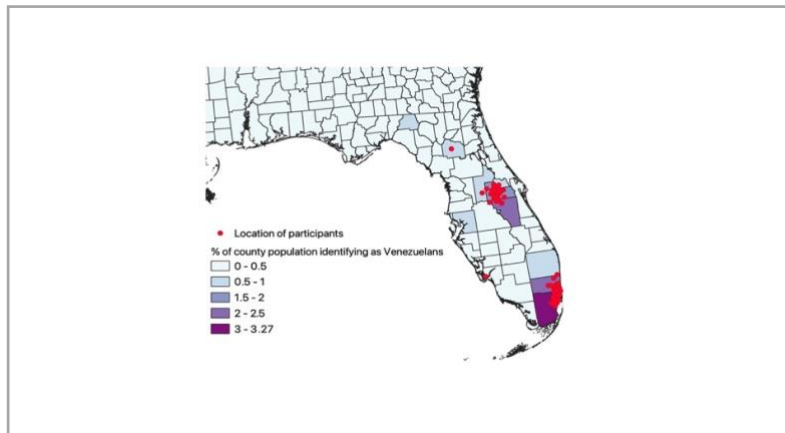 Location of participants
% of county population identifying as Venezuelans
0 - 0.5
0.5 - 1
1.5 - 2
2 - 2.5
3 - 3.27